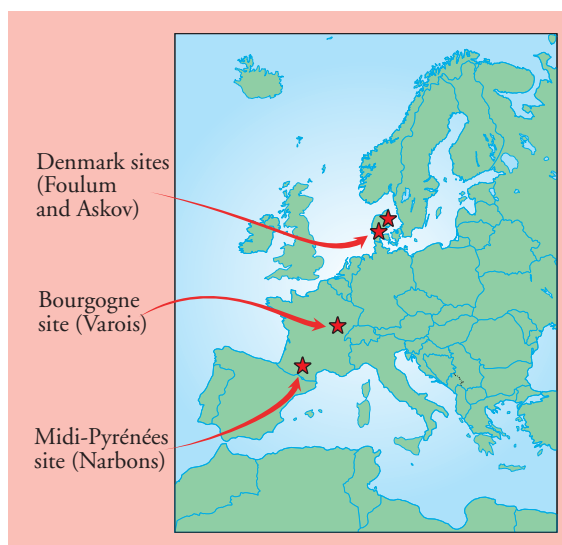 Denmark sites
(Foulum
and Askov)
Bourgogne
site (Varois)
Midi-Pyrénées
site (Narbons)